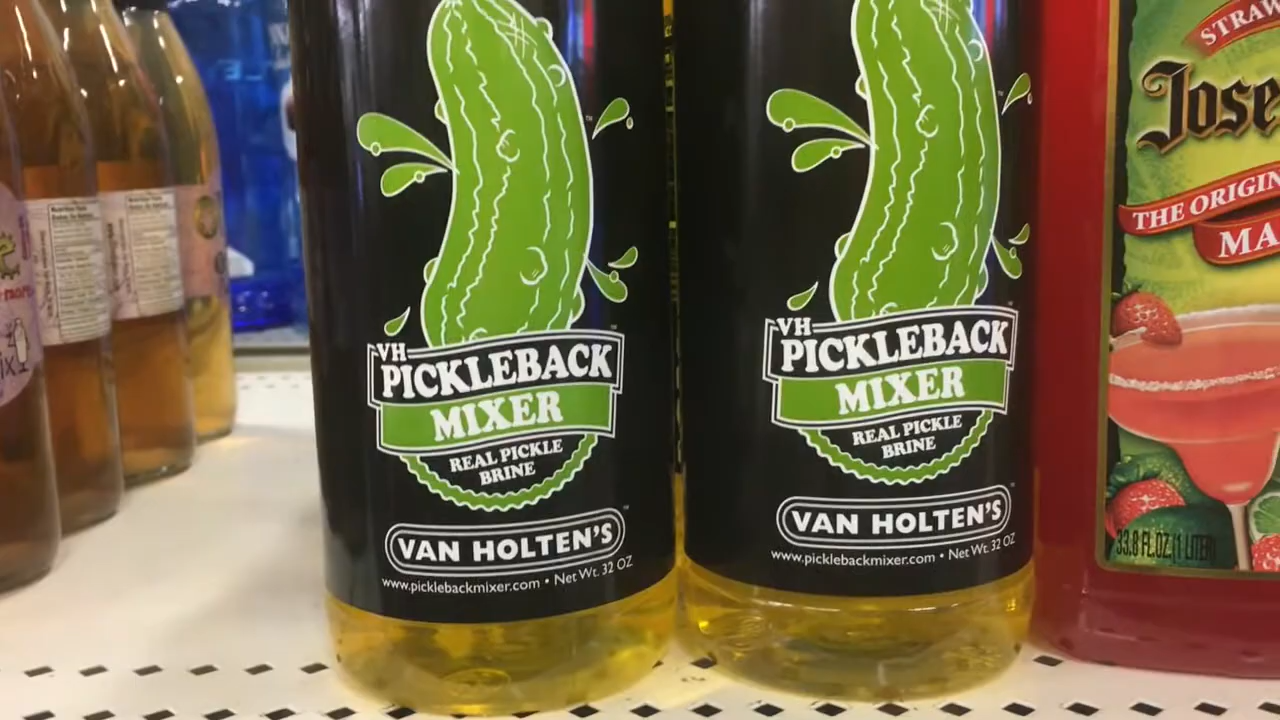 VH
PICKLEBACK
MIXER
REAL PICKLE
BRINE
VAN HOLTEN'S
www.picklebackmixer.com • Net Wt. 32 OZ
VH
PICKLEBACK
MIXER
REAL PICKLE
BRINE
VAN HOLTEN'S
www.picklebackmixer.com • Net Wt. 32 OZ
STRAW
Jose
THE ORIGIN
MA
33.8 FL OZ (1 LITER)